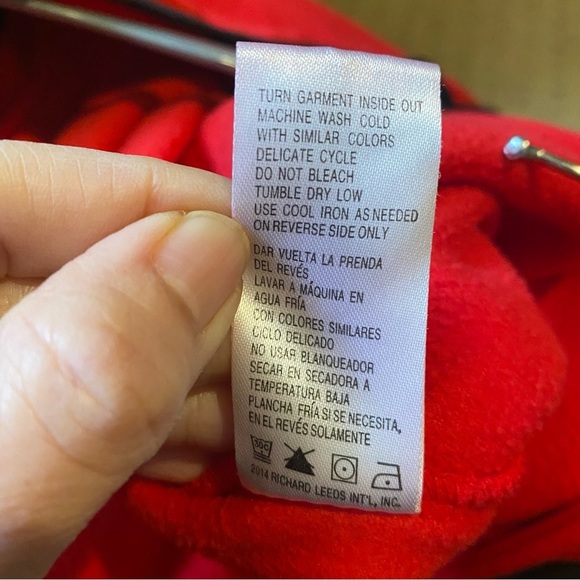 TURN GARMENT INSIDE OUT
MACHINE WASH COLD
WITH SIMILAR COLORS
DELICATE CYCLE
DO NOT BLEACH
TUMBLE DRY LOW
USE COOL IRON AS NEEDED
ON REVERSE SIDE ONLY
DAR VUELTA LA PRENDA
DEL REVÉS
LAVAR A MÁQUINA EN
AGUA FRÍA
CON COLORES SIMILARES
CICLO DELICADO
NO USAR BLANQUEADOR
SECAR EN SECADORA A
TEMPERATURA BAJA
PLANCHA FRÍA SI SE NECESITA,
EN EL REVÉS SOLAMENTE
30C
2014 RICHARD LEEDS INT'L, INC.